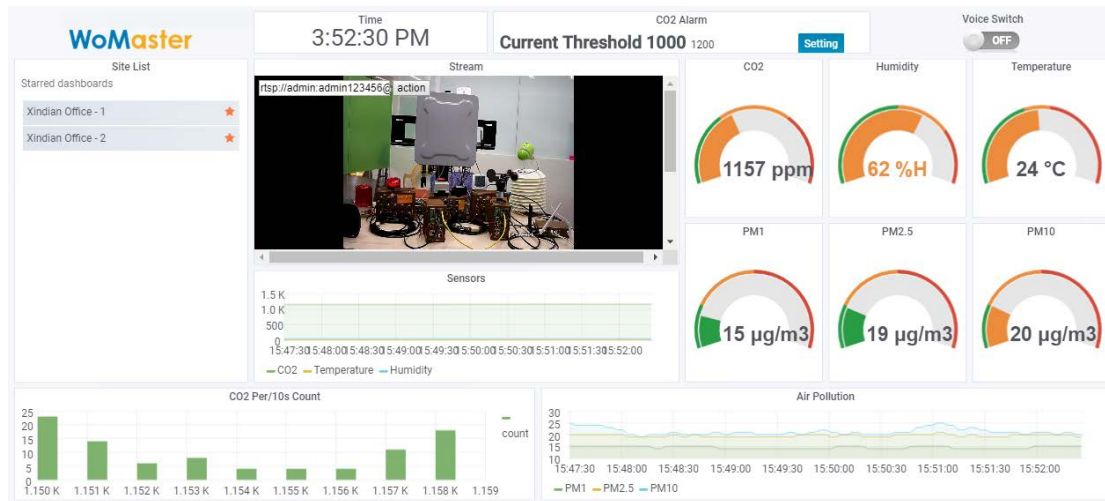 WoMaster
Time
3:52:30 PM
CO2 Alarm
Current Threshold 1000 1200
Setting
Voice Switch
OFF
Site List
Starred dashboards
Xindian Office - 1
Xindian Office - 2
Stream
rtsp://admin:admin123456@ action
CO2
1157 ppm
Humidity
62 %H
Temperature
24 °C
PM1
15 µg/m3
PM2.5
19 µg/m3
PM10
20 µg/m3
Sensors
1.5 K
1.0 K
500
0
15:47:30 15:48:00 15:48:30 15:49:00 15:49:30 15:50:00 15:50:30 15:51:00 15:51:30 15:52:00
CO2 Temperature Humidity
CO2 Per/10s Count
25
20
15
10
5
0
1.150 K 1.151 K 1.152 K 1.153 K 1.154 K 1.155 K 1.156 K 1.157 K 1.158 K 1.159
count
Air Pollution
30
25
20
15
10
15:47:30 15:48:00 15:48:30 15:49:00 15:49:30 15:50:00 15:50:30 15:51:00 15:51:30 15:52:00
PM1 PM2.5 PM10